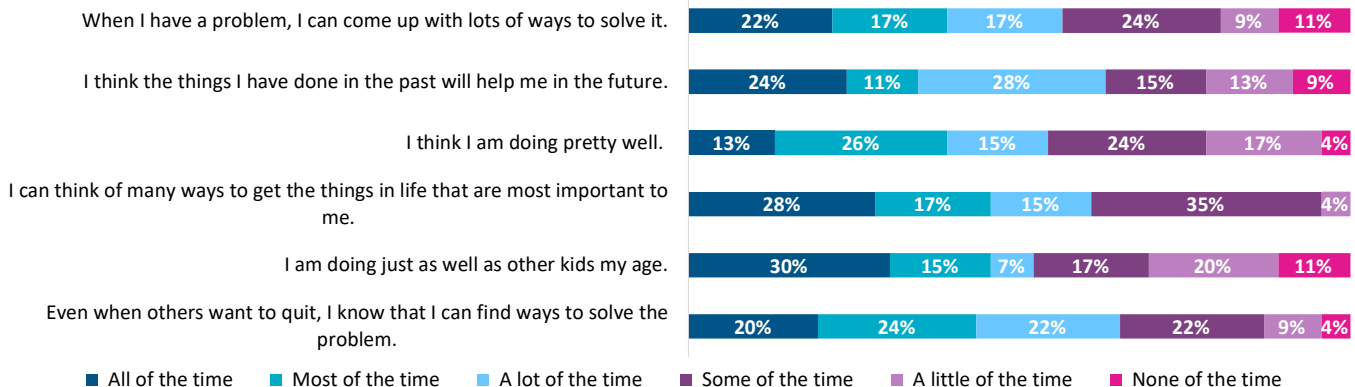 When I have a problem, I can come up with lots of ways to solve it.
22% 17% 17% 24% 9% 11%
I think the things I have done in the past will help me in the future.
24% 11% 28% 15% 13% 9%
I think I am doing pretty well.
13% 26% 15% 24% 17% 4%
I can think of many ways to get the things in life that are most important to
me.
28% 17% 15% 35% 4%
I am doing just as well as other kids my age.
30% 15% 7% 17% 20% 11%
Even when others want to quit, I know that I can find ways to solve the
problem.
20% 24% 22% 22% 9% 4%
All of the time Most of the time A lot of the time Some of the time A little of the time None of the time